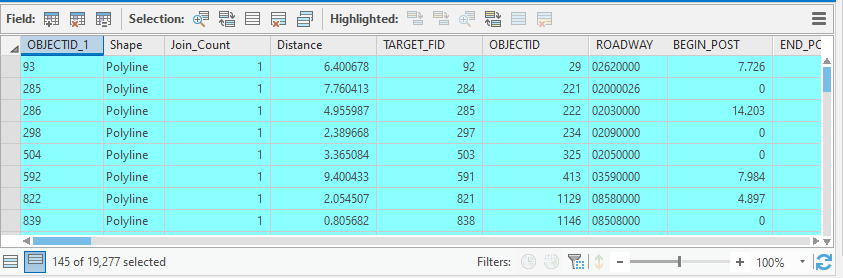 Field: Selection: Highlighted:
OBJECTID_1 Shape Join_Count Distance TARGET_FID OBJECTID ROADWAY BEGIN_POST END_PO
93 Polyline 1 6.400678 92 29 02620000 7.726
285 Polyline 1 7.760413 284 221 02000026 0
286 Polyline 1 4.955987 285 222 02030000 14.203
298 Polyline 1 2.389668 297 234 02090000 0
504 Polyline 1 3.365084 503 325 02050000 0
592 Polyline 1 9.400433 591 413 03590000 7.984
822 Polyline 1 2.054507 821 1129 08580000 4.897
839 Polyline 1 0.805682 838 1146 08508000 0
145 of 19,277 selected Filters: 100%